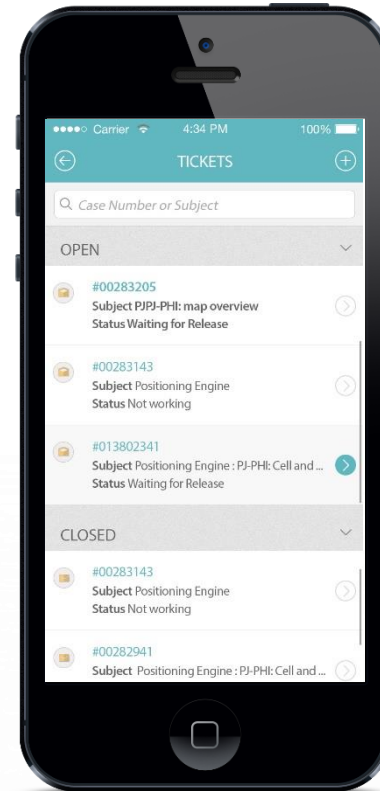 Carrier 4:34 PM 100%
TICKETS
Case Number or Subject
OPEN
#00283205
Subject PJPJ-PHI: map overview
Status Waiting for Release
#00283143
Subject Positioning Engine
Status Not working
#013802341
Subject Positioning Engine : PJ-PHI: Cell and ...
Status Waiting for Release
CLOSED
#00283143
Subject Positioning Engine
Status Not working
#00282941
Subject Positioning Engine : PJ-PHI: Cell and ...